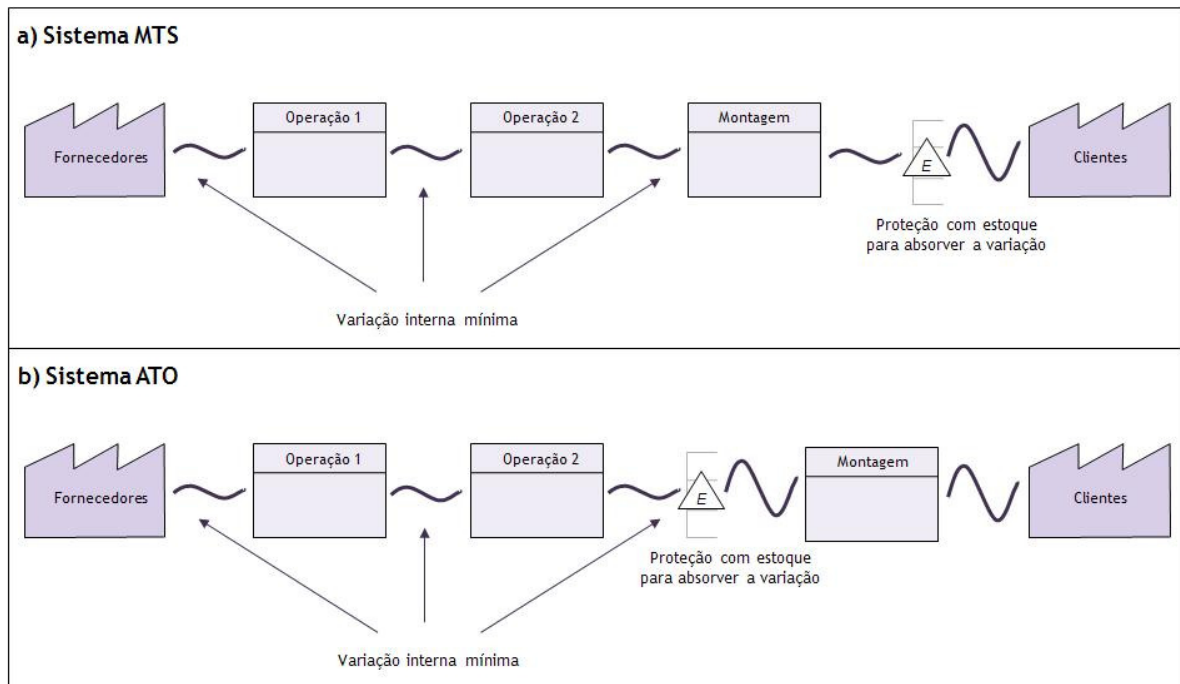 a) Sistema MTS
Fornecedores
Operação 1
Operação 2
Montagem
E
Clientes
Proteção com estoque
para absorver a variação
Variação interna mínima
b) Sistema ATO
Fornecedores
Operação 1
Operação 2
E
Montagem
Clientes
Proteção com estoque
para absorver a variação
Variação interna mínima